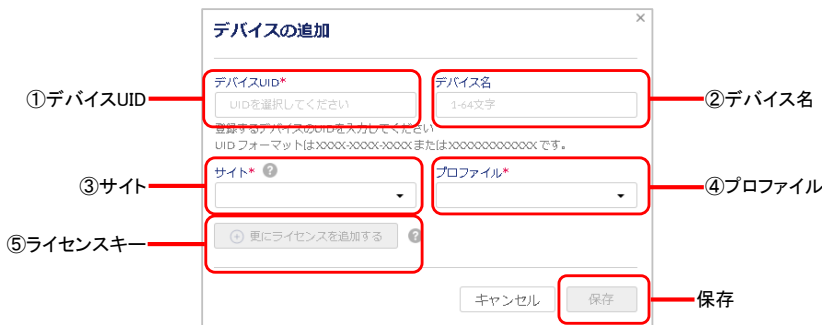 デバイスの追加
×
①デバイスUID
デバイスUID*
UIDを選択してください
デバイス名
1-64文字
②デバイス名
登録するデバイスのUIDを入力してください
UID フォーマットはXXXX-XXXX-XXXXまたはXXXXXXXXXXXXです。
③サイト
サイト* ?
プロファイル*
④プロファイル
⑤ライセンスキー
更にライセンスを追加する ?
キャンセル
保存
保存